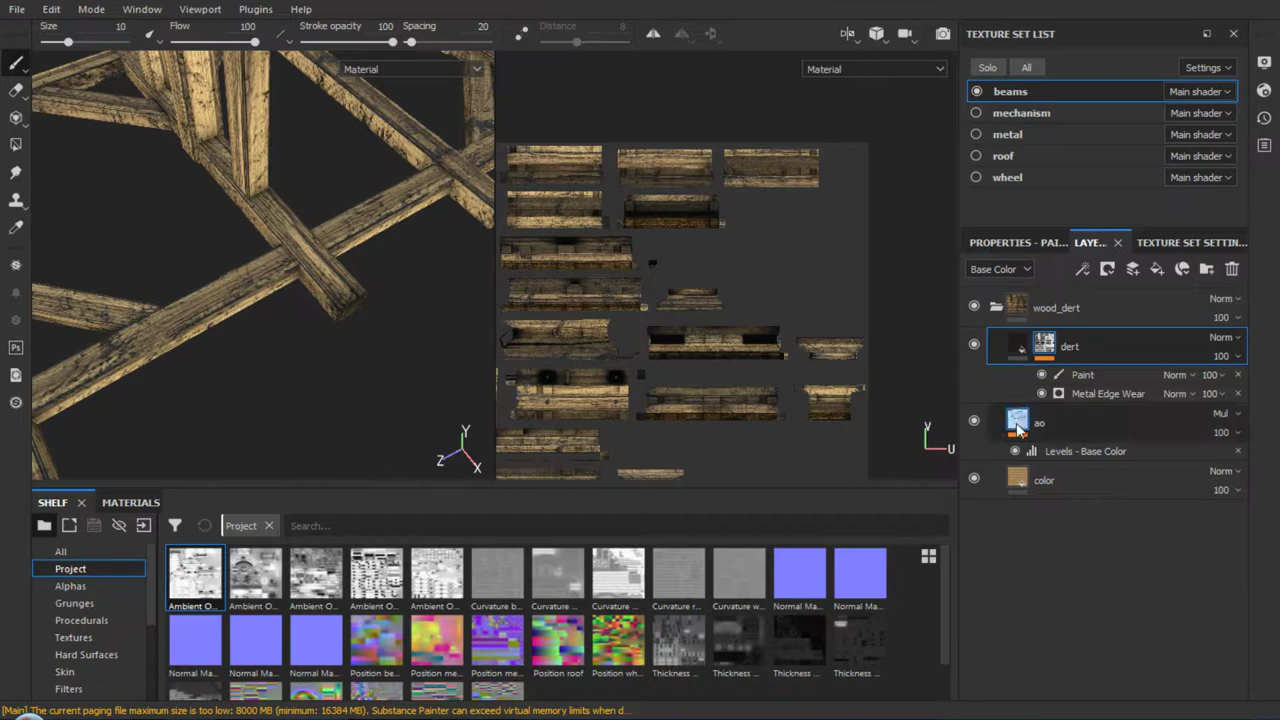 File Edit Mode Window Viewport Plugins Help
Size 10 Flow 100 Stroke opacity 100 Spacing 20 Distance 8
Material
Material
Y
Z
X
V
U
TEXTURE SET LIST
Solo All Settings
beams Main shader
mechanism Main shader
metal Main shader
roof Main shader
wheel Main shader
PROPERTIES - PAI... LAYE... TEXTURE SET SETTIN...
Base Color
wood_dert Norm
100
dert Norm
100
Paint Norm 100
Metal Edge Wear Norm 100
ao Mul
100
Levels - Base Color
color Norm
100
SHELF MATERIALS
Project Search...
All
Project
Alphas
Grunges
Procedurals
Textures
Hard Surfaces
Skin
Filters
Ambient O... Ambient O... Ambient O... Ambient O... Ambient O... Curvature b... Curvature ... Curvature ... Curvature r... Curvature w... Normal Ma... Normal Ma...
Normal Ma... Normal Ma... Normal Ma... Position be... Position me... Position me... Position roof Position wh... Thickness ... Thickness ... Thickness ... Thickness ...
Ps
[Main] The current paging file maximum size is too low: 8000 MB (minimum: 16384 MB). Substance Painter can exceed virtual memory limits when d...